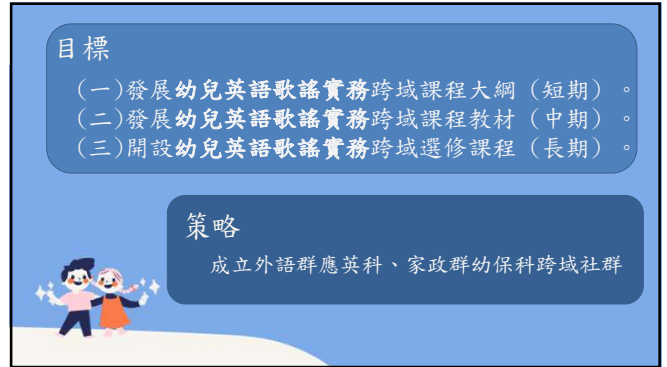 目標
(一)發展幼兒英語歌謠實務跨域課程大綱（短期）。
(二)發展幼兒英語歌謠實務跨域課程教材（中期）。
(三)開設幼兒英語歌謠實務跨域選修課程（長期）。
策略
成立外語群應英科、家政群幼保科跨域社群